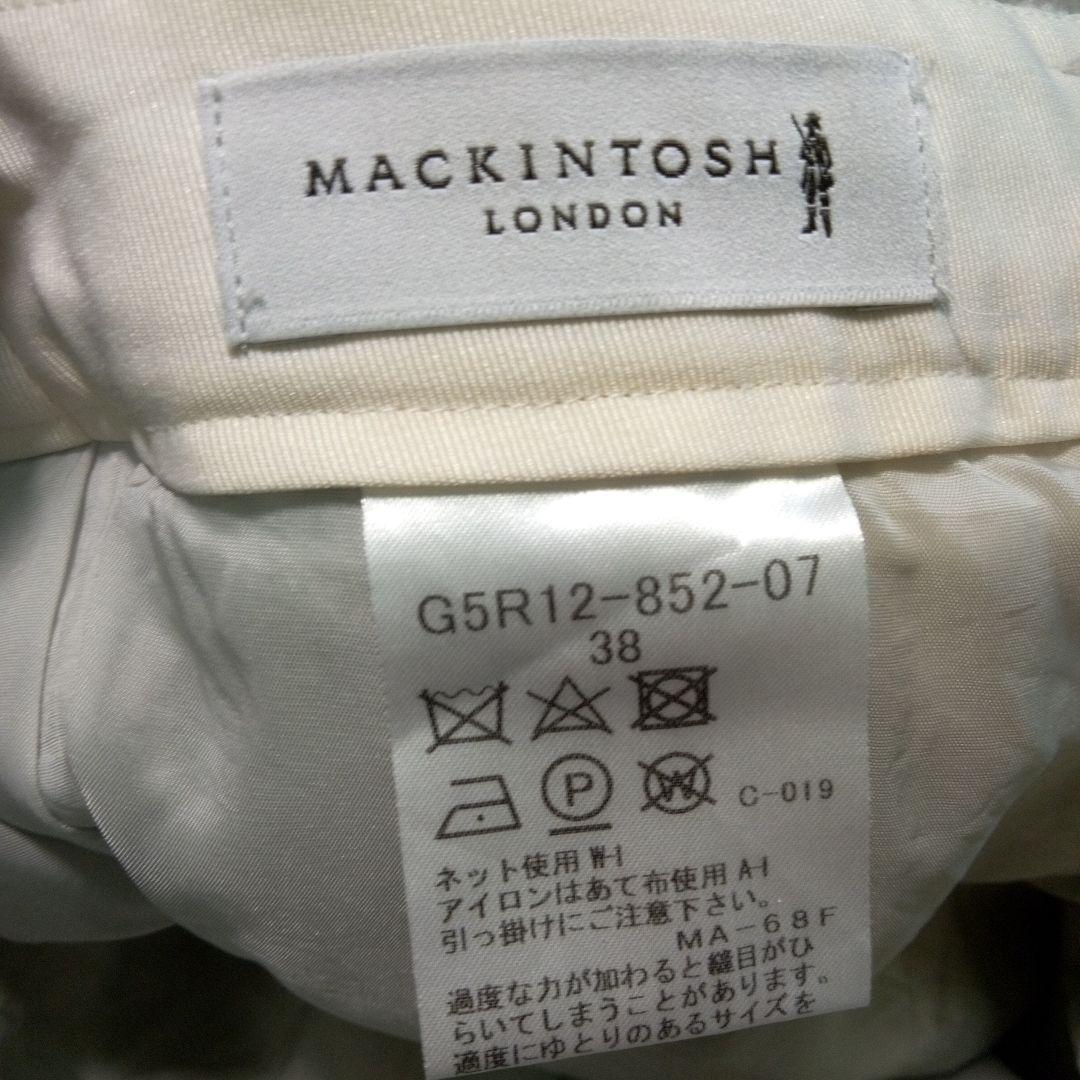 MACKINTOSH
LONDON
G5R12-852-07
38
P
W
C-019
ネット使用 W-1
アイロンはあて布使用 A-1
引っ掛けにご注意下さい。
MA-68F
過度な力が加わると縫目がひ
らいてしまうことがあります。
適度にゆとりのあるサイズを